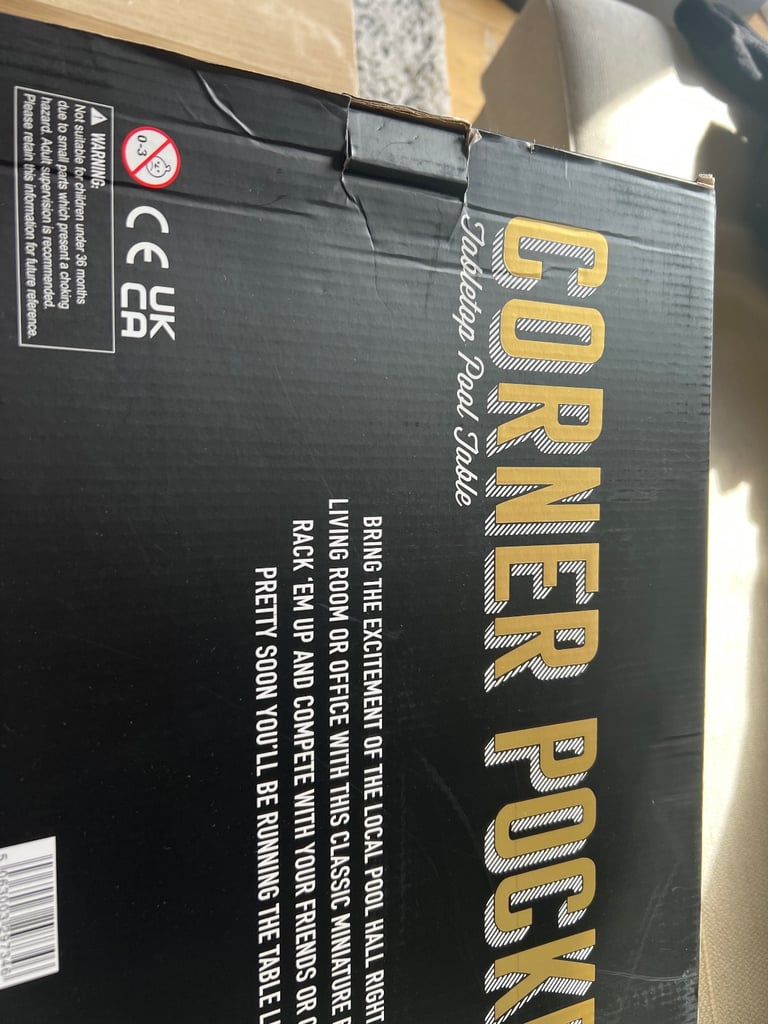 CORNER POCKE
Tabletop Pool Table
BRING THE EXCITEMENT OF THE LOCAL POOL HALL RIGHT
LIVING ROOM OR OFFICE WITH THIS CLASSIC MINIATURE
RACK 'EM UP AND COMPETE WITH YOUR FRIENDS OR
PRETTY SOON YOU'LL BE RUNNING THE TABLE
0-3
CE
UK
CA
WARNING:
Not suitable for children under 36 months
due to small parts which present a choking
hazard. Adult supervision is recommended.
Please retain this information for future reference.